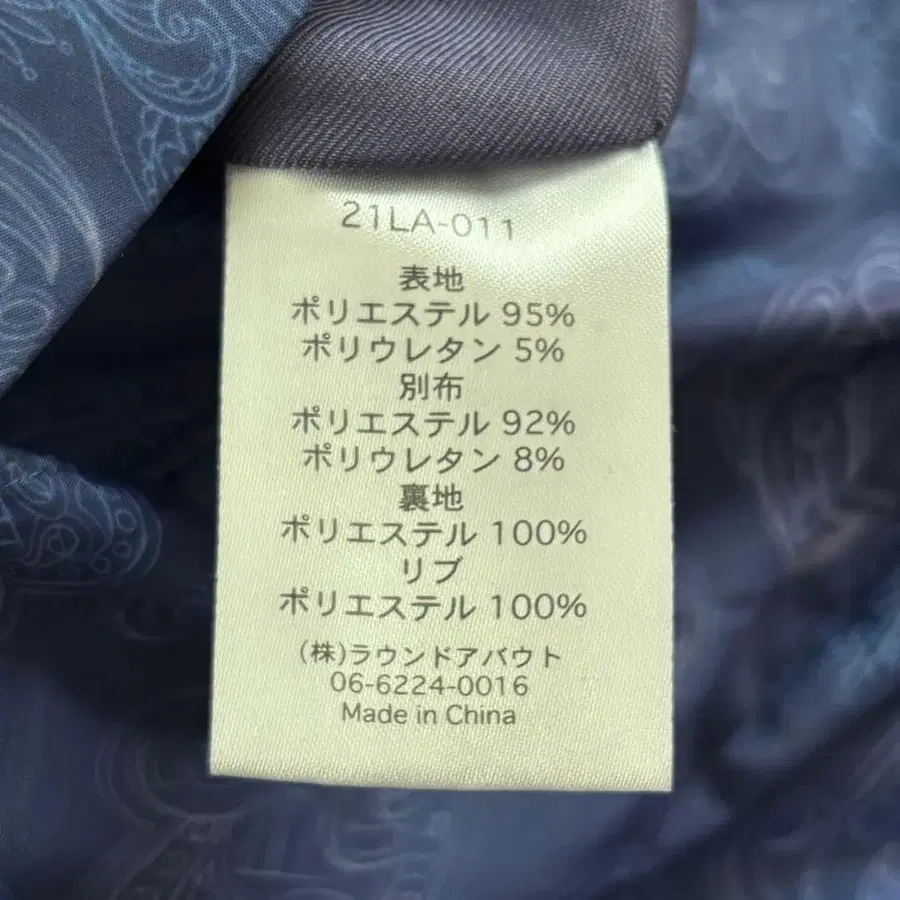 21LA-011
表地
ポリエステル 95%
ポリウレタン 5%
別布
ポリエステル 92%
ポリウレタン 8%
裏地
ポリエステル 100%
リブ
ポリエステル 100%
(株)ラウンドアバウト
06-6224-0016
Made in China